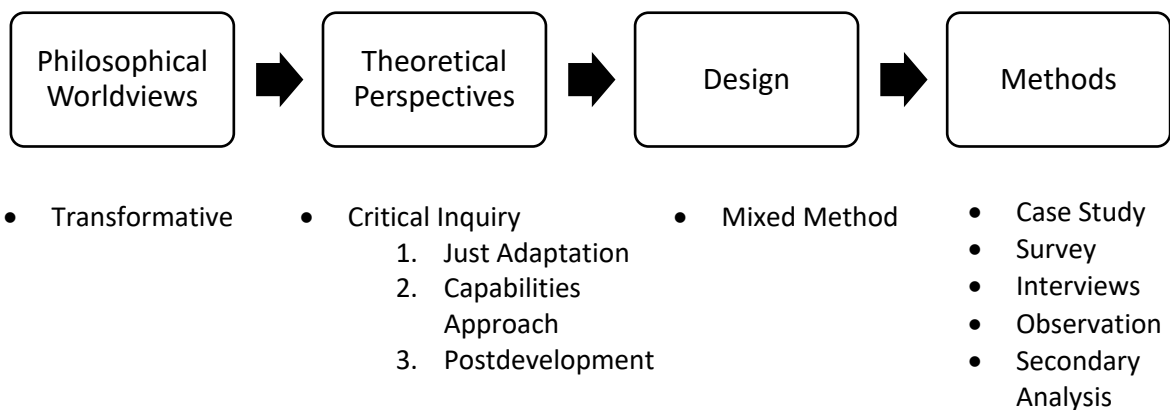 Philosophical
Worldviews
Theoretical
Perspectives
Design
Methods
• Transformative
• Critical Inquiry
1. Just Adaptation
2. Capabilities
Approach
3. Postdevelopment
• Mixed Method
• Case Study
• Survey
• Interviews
• Observation
• Secondary
Analysis